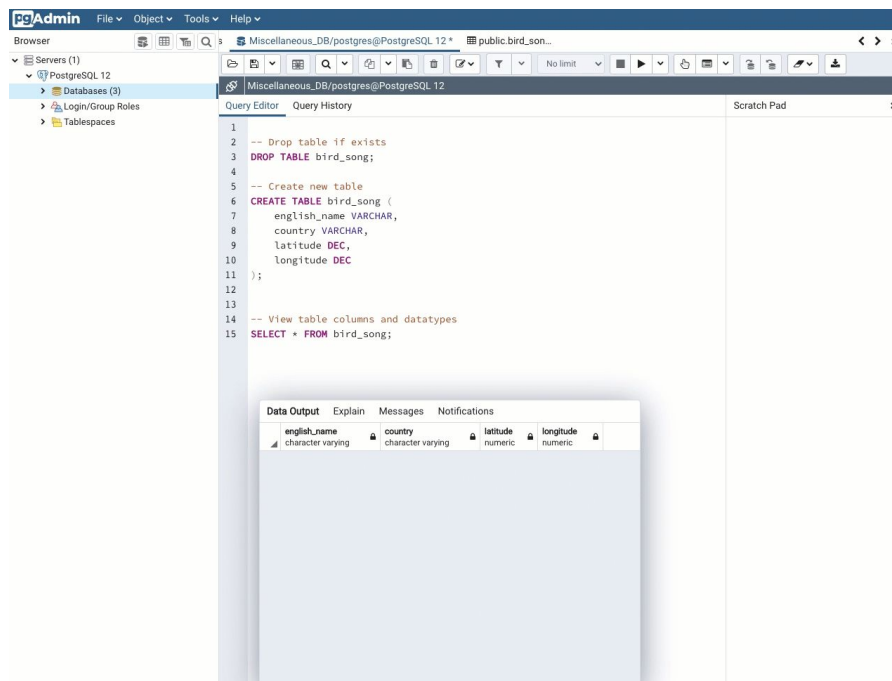 pgAdmin File Object Tools Help
Browser
s Miscellaneous_DB/postgres@PostgreSQL 12 * public.bird_son...
Servers (1)
PostgreSQL 12
Databases (3)
Login/Group Roles
Tablespaces
No limit
Miscellaneous_DB/postgres@PostgreSQL 12
Query Editor Query History Scratch Pad
1
2 -- Drop table if exists
3 DROP TABLE bird_song;
4
5 -- Create new table
6 CREATE TABLE bird_song (
7 english_name VARCHAR,
8 country VARCHAR,
9 latitude DEC,
10 longitude DEC
11 );
12
13
14 -- View table columns and datatypes
15 SELECT * FROM bird_song;
Data Output Explain Messages Notifications
english_name country latitude longitude
character varying character varying numeric numeric